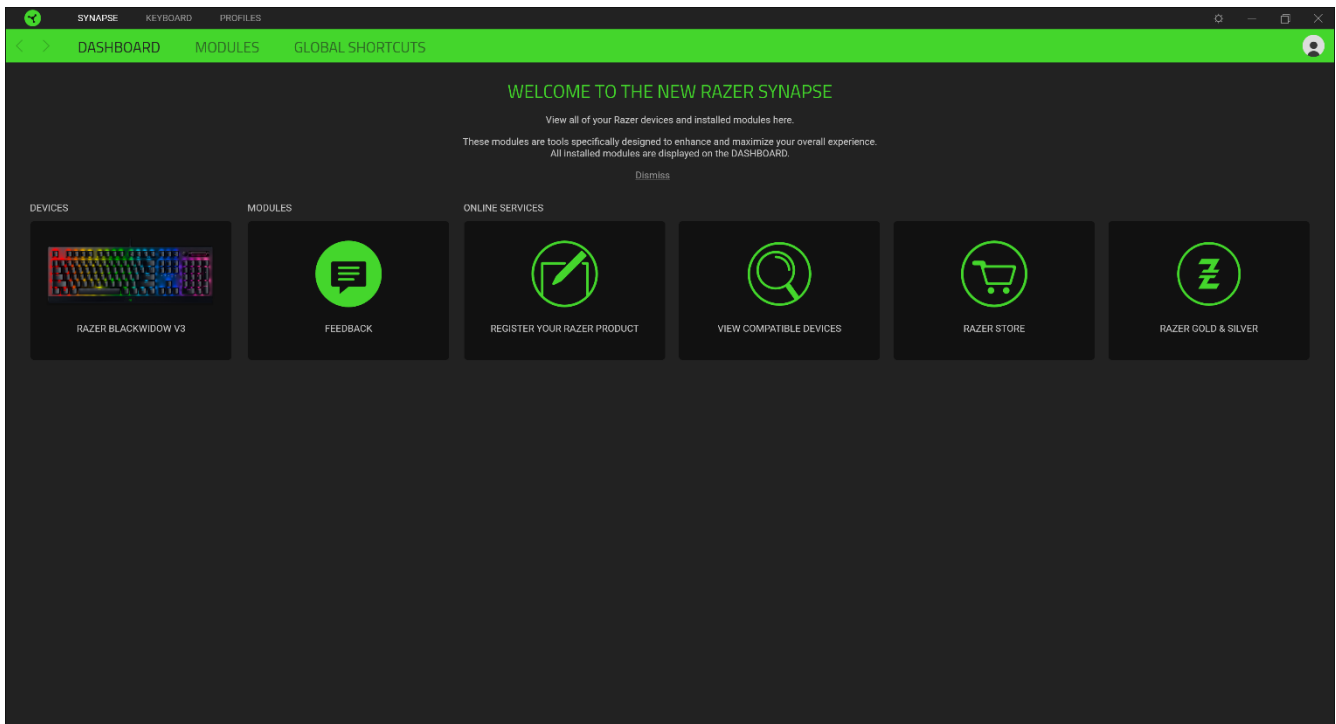 SYNAPSE KEYBOARD PROFILES
DASHBOARD MODULES GLOBAL SHORTCUTS
WELCOME TO THE NEW RAZER SYNAPSE
View all of your Razer devices and installed modules here.
These modules are tools specifically designed to enhance and maximize your overall experience.
All installed modules are displayed on the DASHBOARD.
Dismiss
DEVICES MODULES ONLINE SERVICES
RAZER BLACKWIDOW V3 FEEDBACK REGISTER YOUR RAZER PRODUCT VIEW COMPATIBLE DEVICES RAZER STORE RAZER GOLD & SILVER